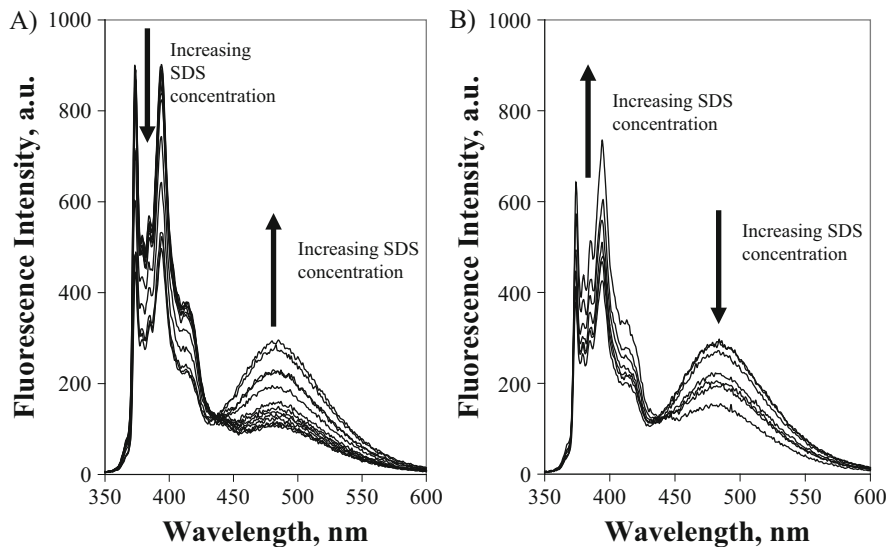 A)
1000
800
600
400
200
0
Fluorescence Intensity, a.u.
Increasing
SDS
concentration
Increasing SDS
concentration
350
400
450
500
550
600
Wavelength, nm
B)
1000
800
600
400
200
0
Fluorescence Intensity, a.u.
Increasing SDS
concentration
Increasing SDS
concentration
350
400
450
500
550
600
Wavelength, nm